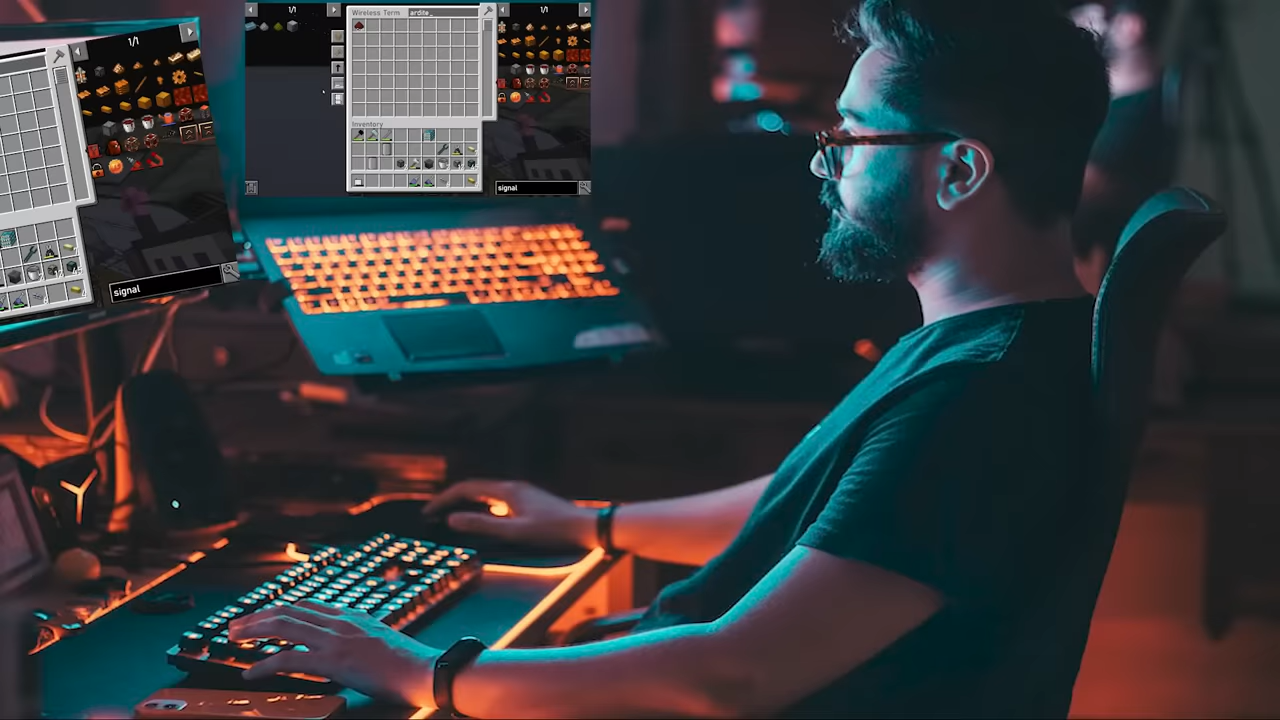 1/1
signal
1/1
Wireless Term
ardite_
1/1
Inventory
signal